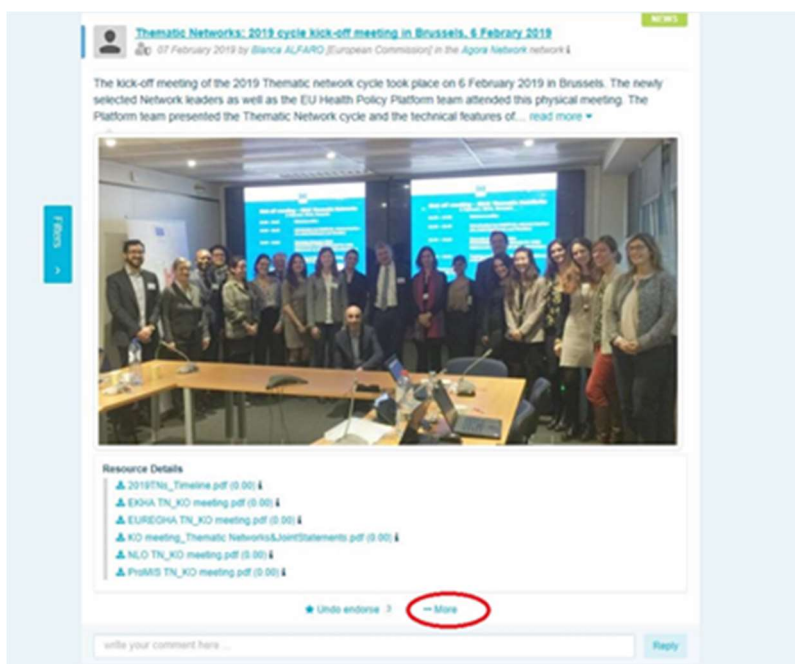 NEWS
Thematic Networks: 2019 cycle kick-off meeting in Brussels, 6 Febrary 2019
07 February 2019 by Blanca ALFARO [European Commission] in the Agora Network network
The kick-off meeting of the 2019 Thematic network cycle took place on 6 February 2019 in Brussels. The newly
selected Network leaders as well as the EU Health Policy Platform team attended this physical meeting. The
Platform team presented the Thematic Network cycle and the technical features of... read more
Filters
Resource Details
2019TNs_Timeline.pdf (0.00)
EKHA TN_KO meeting.pdf (0.00)
EUREGHA TN_KO meeting.pdf (0.00)
KO meeting_Thematic Networks&JointStatements.pdf (0.00)
NLO TN_KO meeting.pdf (0.00)
ProMIS TN_KO meeting.pdf (0.00)
Undo endorse 3 More
write your comment here ...
Reply